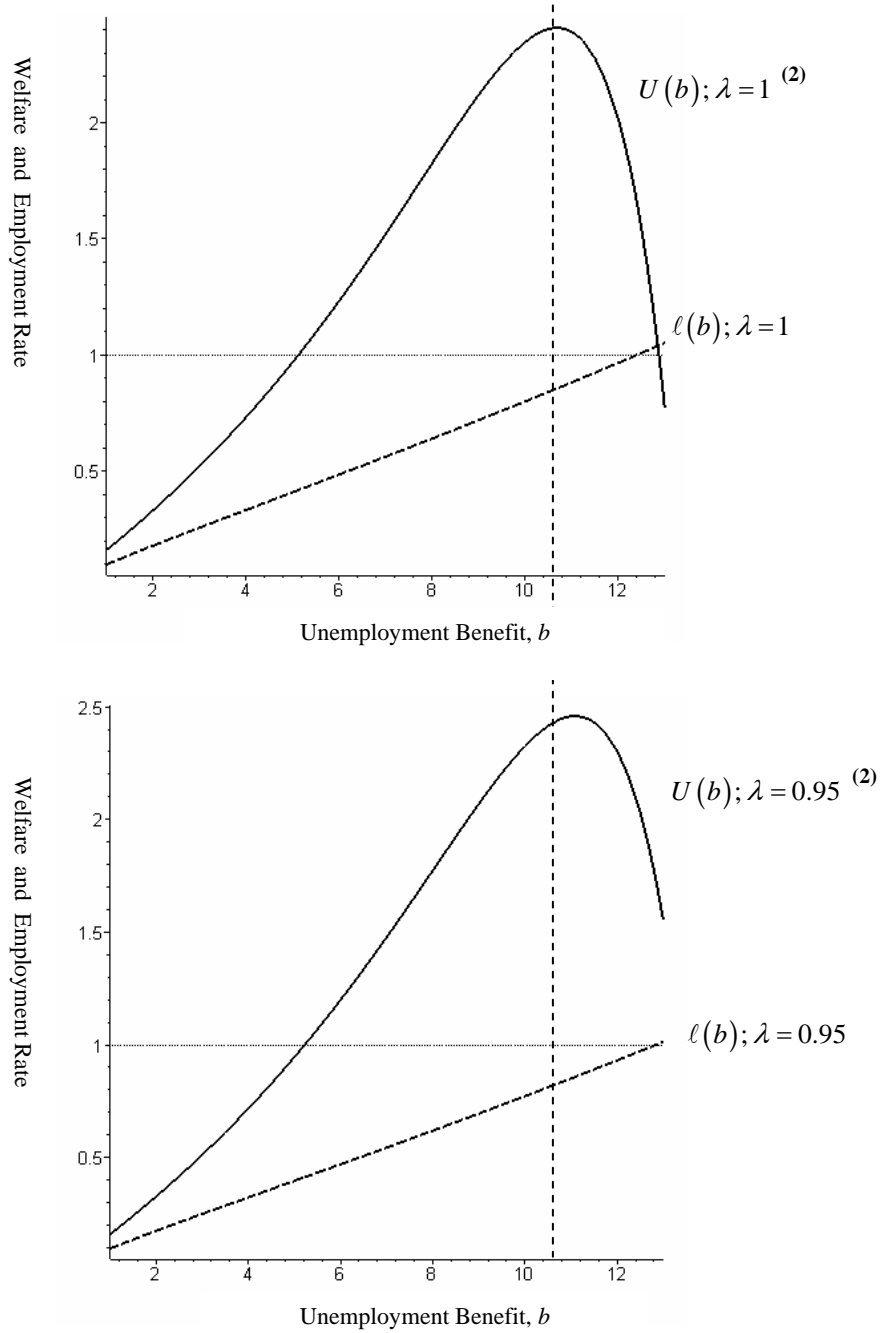 Welfare and Employment Rate
U(b); λ = 1 (2)
2
1.5
ℓ(b); λ = 1
1
0.5
2 4 6 8 10 12
Unemployment Benefit, b
Welfare and Employment Rate
2.5
U(b); λ = 0.95 (2)
2
1.5
ℓ(b); λ = 0.95
1
0.5
2 4 6 8 10 12
Unemployment Benefit, b